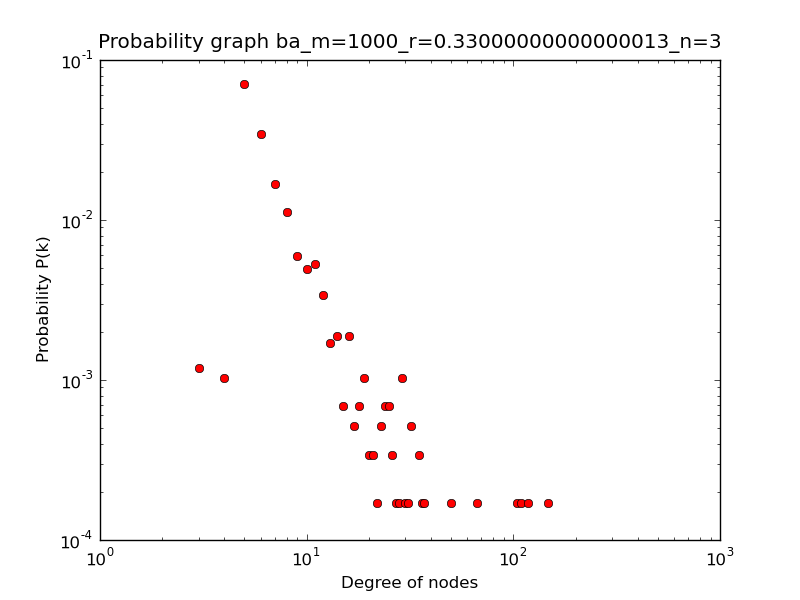 Probability graph ba_m=1000_r=0.33000000000000013_n=3
10^-1
10^-2
10^-3
10^-4
Probability P(k)
10^0 10^1 10^2 10^3
Degree of nodes